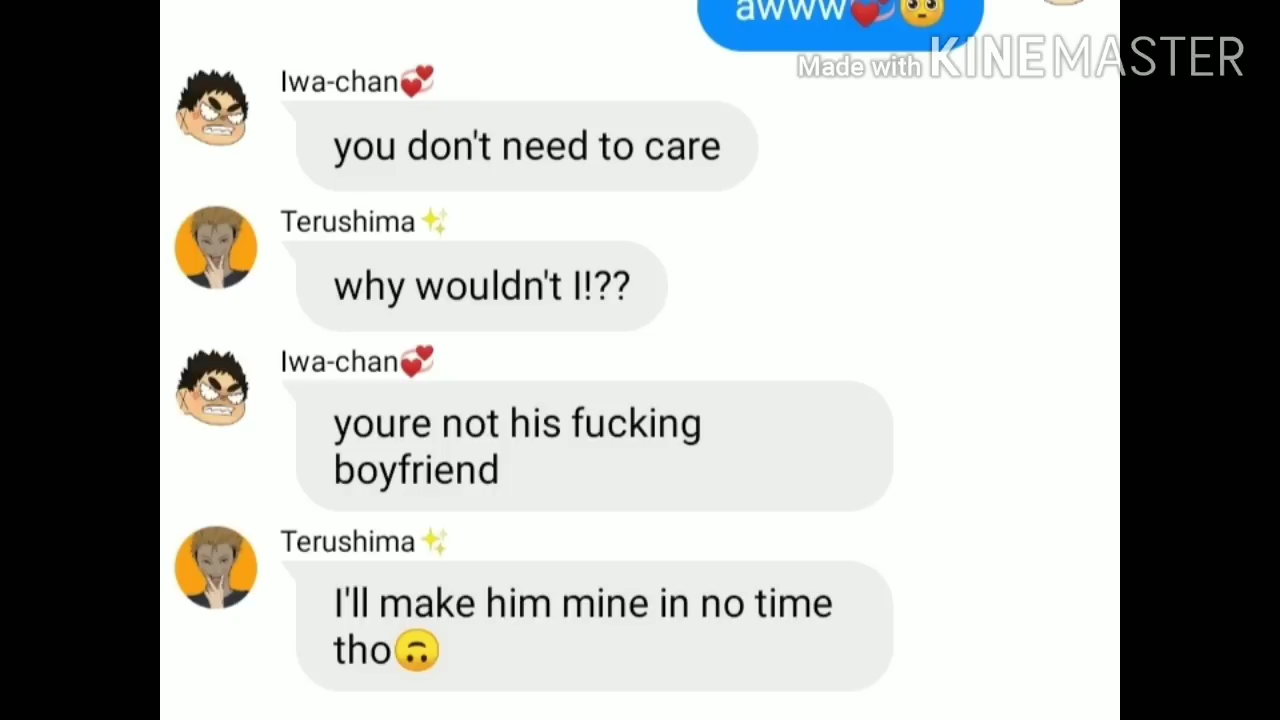 awww💞🥺
Made with KINEMASTER
Iwa-chan💞
you don't need to care
Terushima✨
why wouldn't I!??
Iwa-chan💞
youre not his fucking
boyfriend
Terushima✨
I'll make him mine in no time
tho🙃